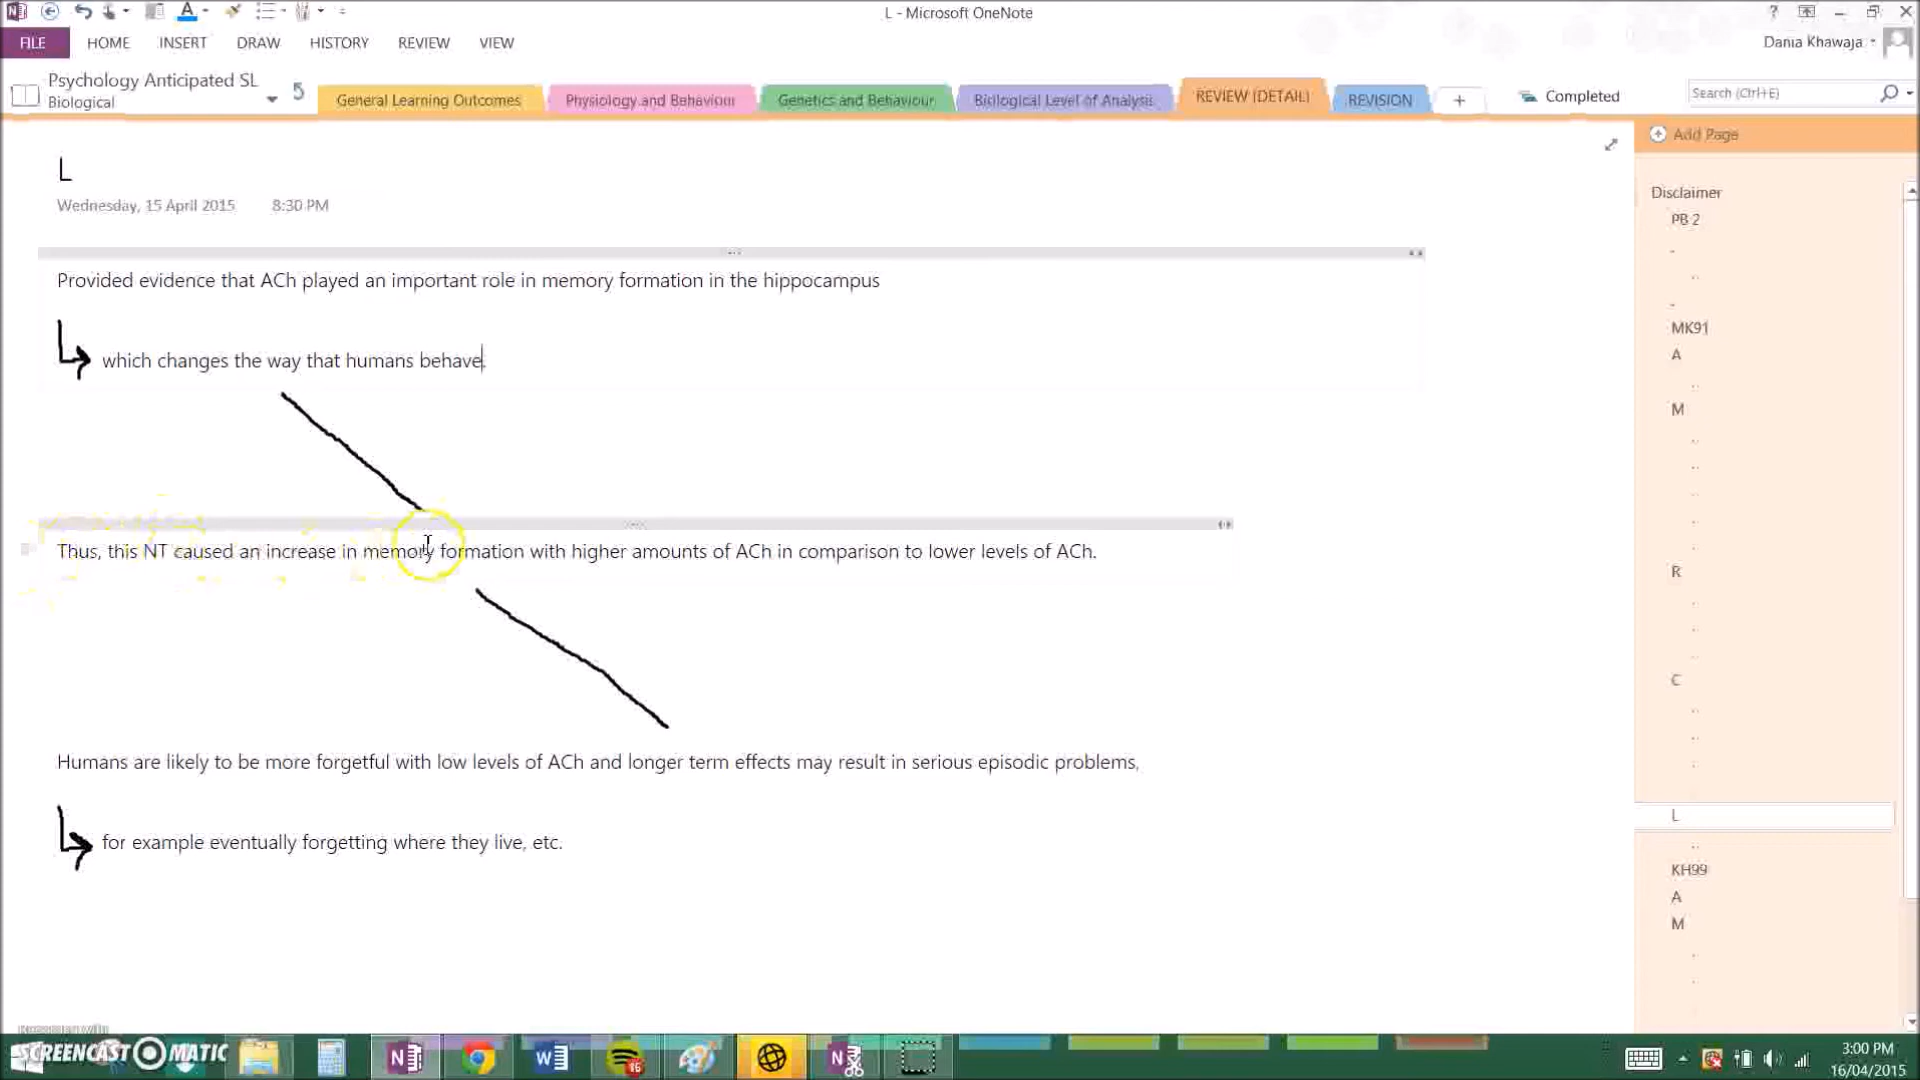 L - Microsoft OneNote
FILE HOME INSERT DRAW HISTORY REVIEW VIEW
Dania Khawaja
Psychology Anticipated SL
Biological
General Learning Outcomes
Physiology and Behaviour
Genetics and Behaviour
Biological Level of Analysis
REVIEW (DETAIL)
REVISION
Completed
Search (Ctrl+E)
Add Page
L
Wednesday, 15 April 2015 8:30 PM
Provided evidence that ACh played an important role in memory formation in the hippocampus
which changes the way that humans behave.
Thus, this NT caused an increase in memory formation with higher amounts of ACh in comparison to lower levels of ACh.
Humans are likely to be more forgetful with low levels of ACh and longer term effects may result in serious episodic problems,
for example eventually forgetting where they live, etc.
Disclaimer
PB 2
-
..
-
MK91
A
..
M
..
..
..
..
..
R
..
..
..
C
..
..
..
L
..
KH99
A
M
..
..
SCREENCAST MATIC
3:00 PM
16/04/2015